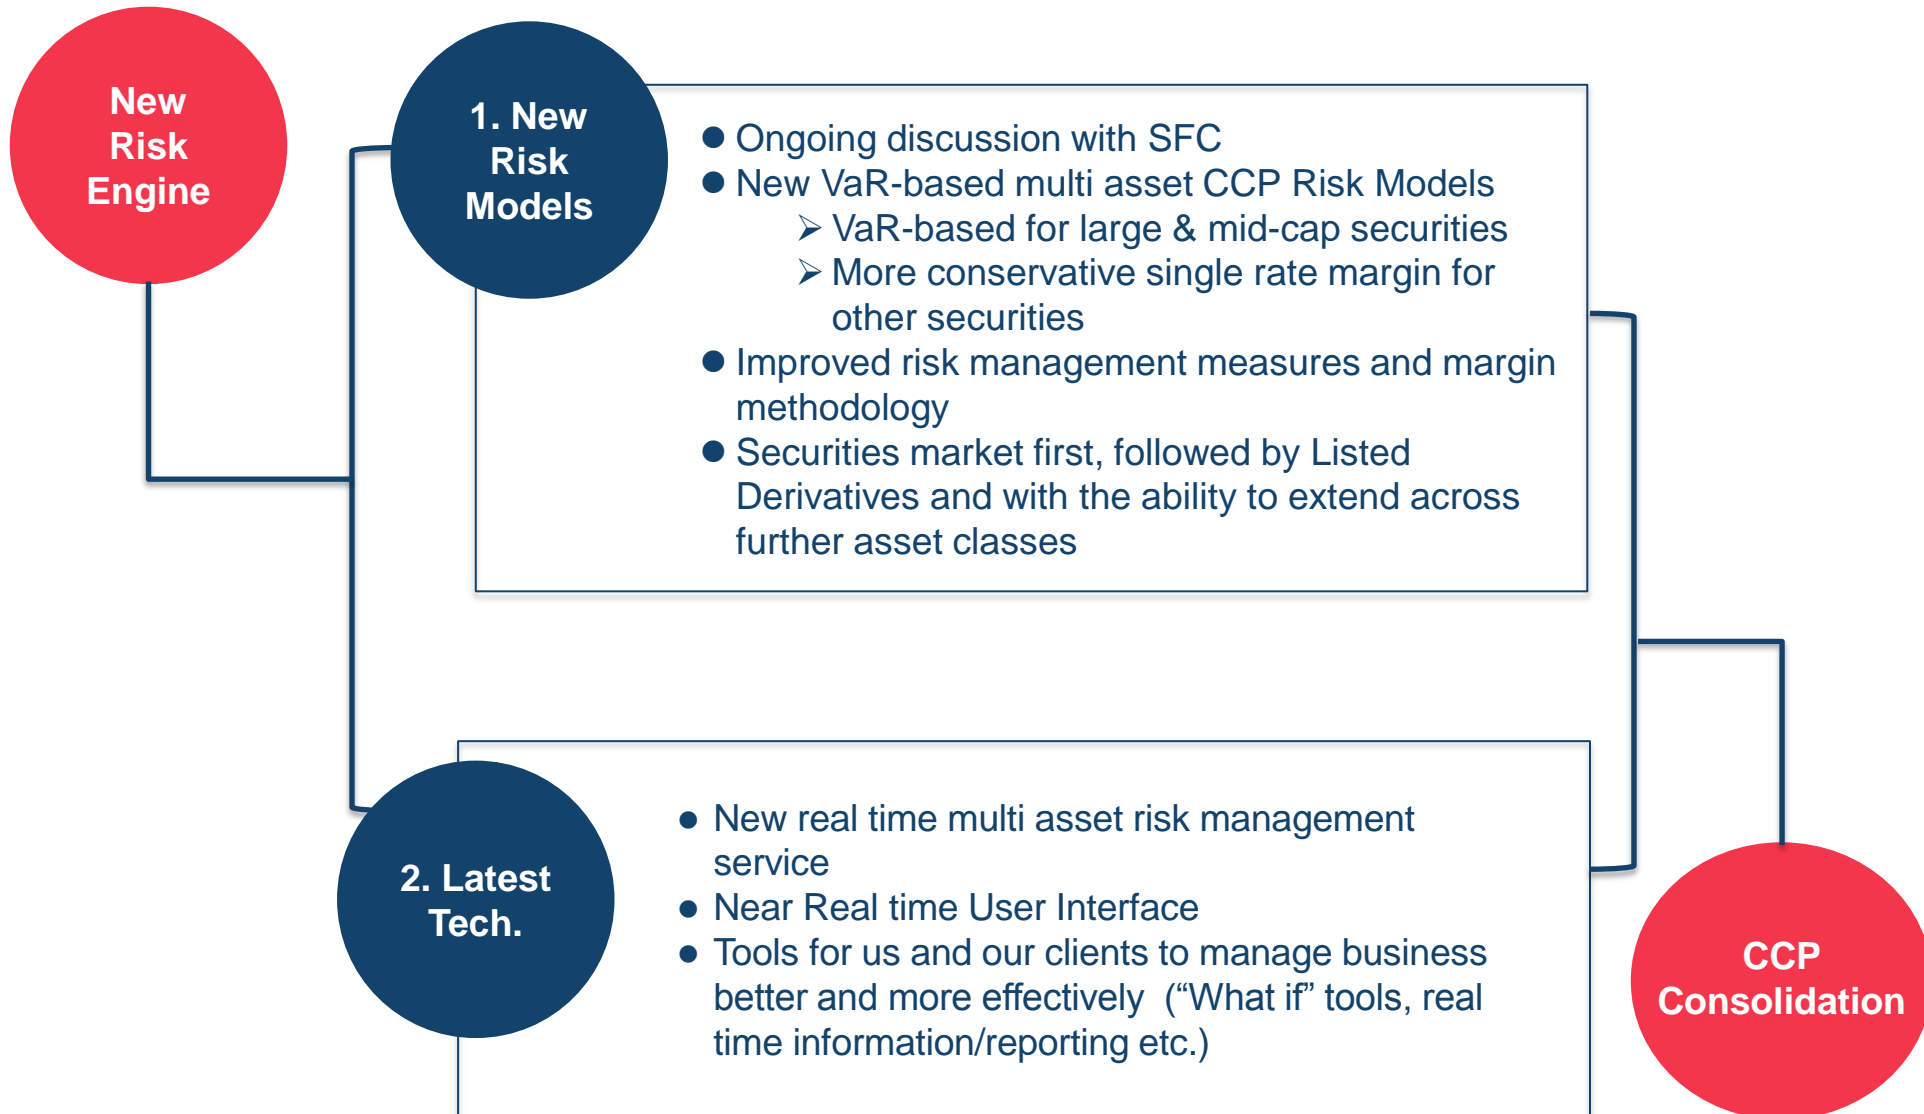 New
Risk
Engine
1. New
Risk
Models
● Ongoing discussion with SFC
● New VaR-based multi asset CCP Risk Models
➢ VaR-based for large & mid-cap securities
➢ More conservative single rate margin for
other securities
● Improved risk management measures and margin
methodology
● Securities market first, followed by Listed
Derivatives and with the ability to extend across
further asset classes
2. Latest
Tech.
● New real time multi asset risk management
service
● Near Real time User Interface
● Tools for us and our clients to manage business
better and more effectively  (“What if” tools, real
time information/reporting etc.)
CCP
Consolidation